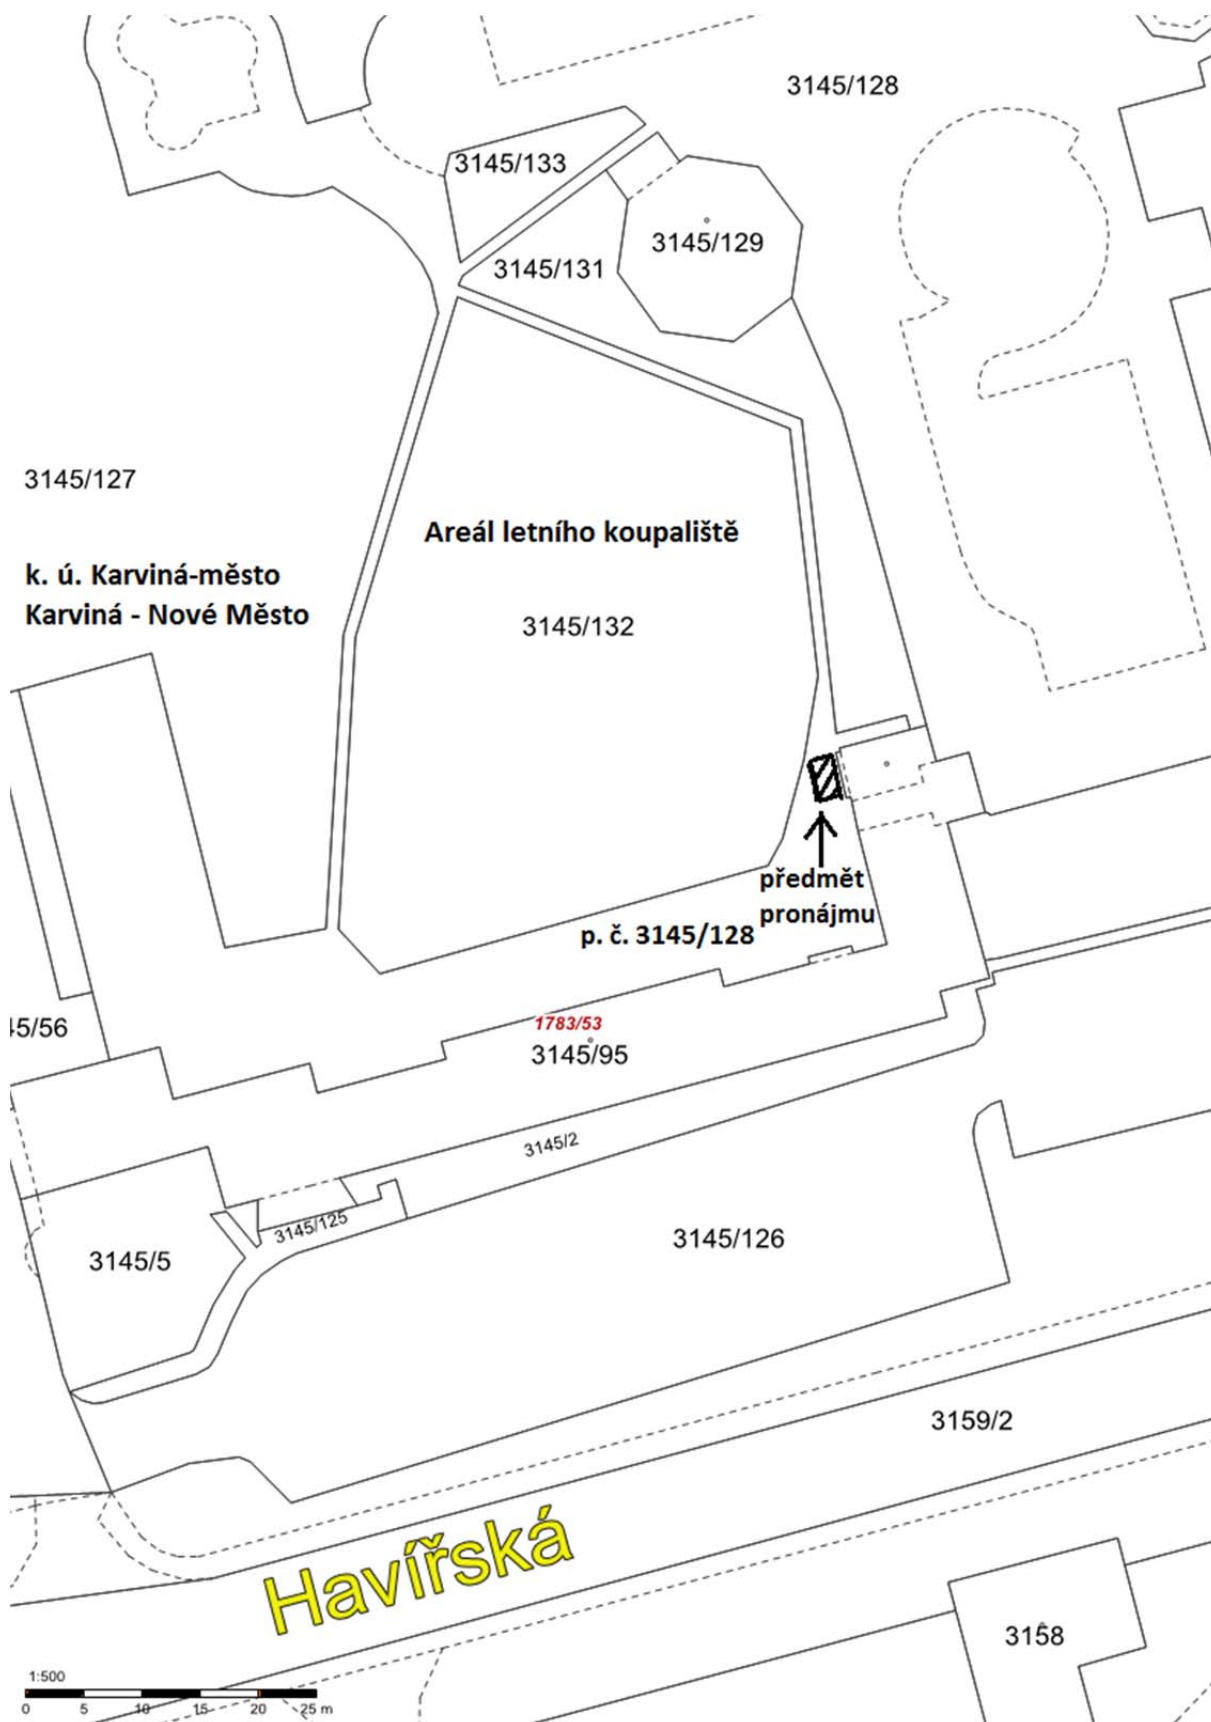 3145/128
3145/133
3145/129
3145/131
3145/127
Areál letního koupaliště
k. ú. Karviná-město
Karviná - Nové Město
3145/132
předmět
pronájmu
p. č. 3145/128
1783/53
45/56
3145/95
3145/2
3145/125
3145/126
3145/5
3159/2
Havířská
3158
1:500
0 5 10 15 20 25 m